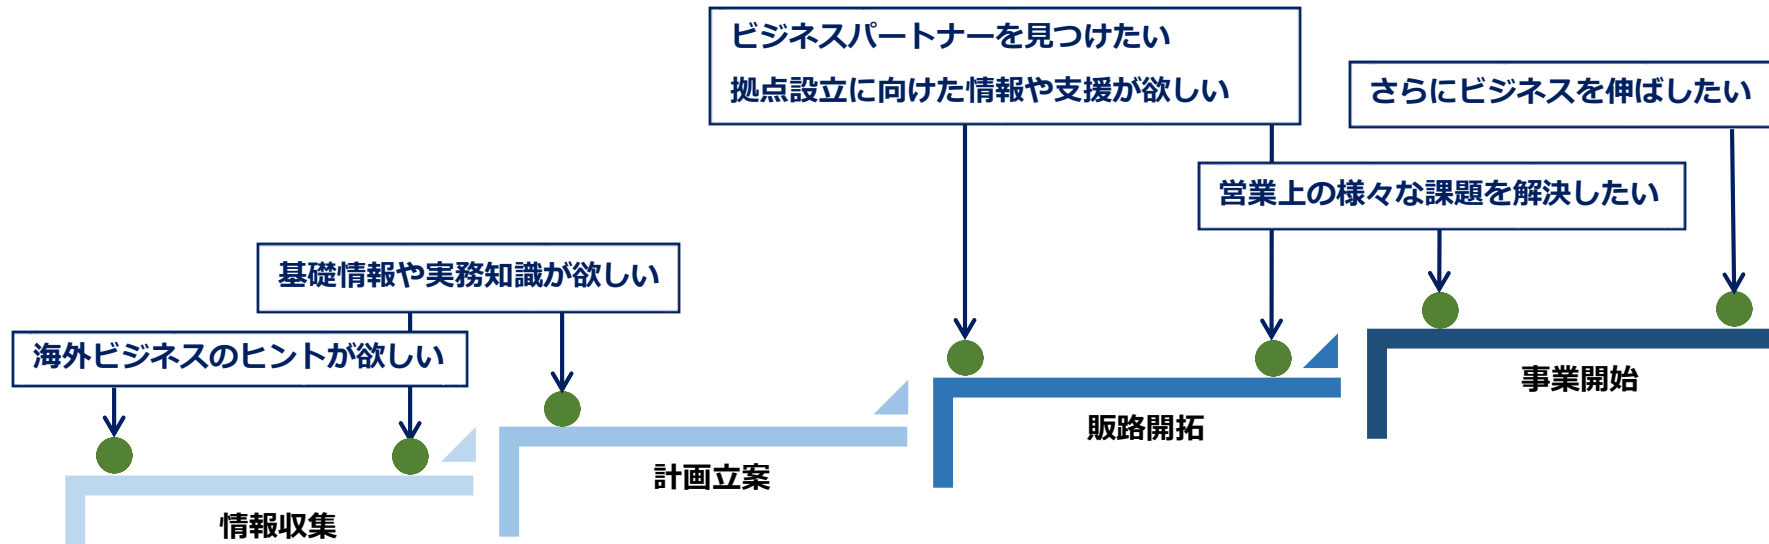 ビジネスパートナーを見つけたい
拠点設立に向けた情報や支援が欲しい
さらにビジネスを伸ばしたい
営業上の様々な課題を解決したい
基礎情報や実務知識が欲しい
海外ビジネスのヒントが欲しい
事業開始
販路開拓
計画立案
情報収集